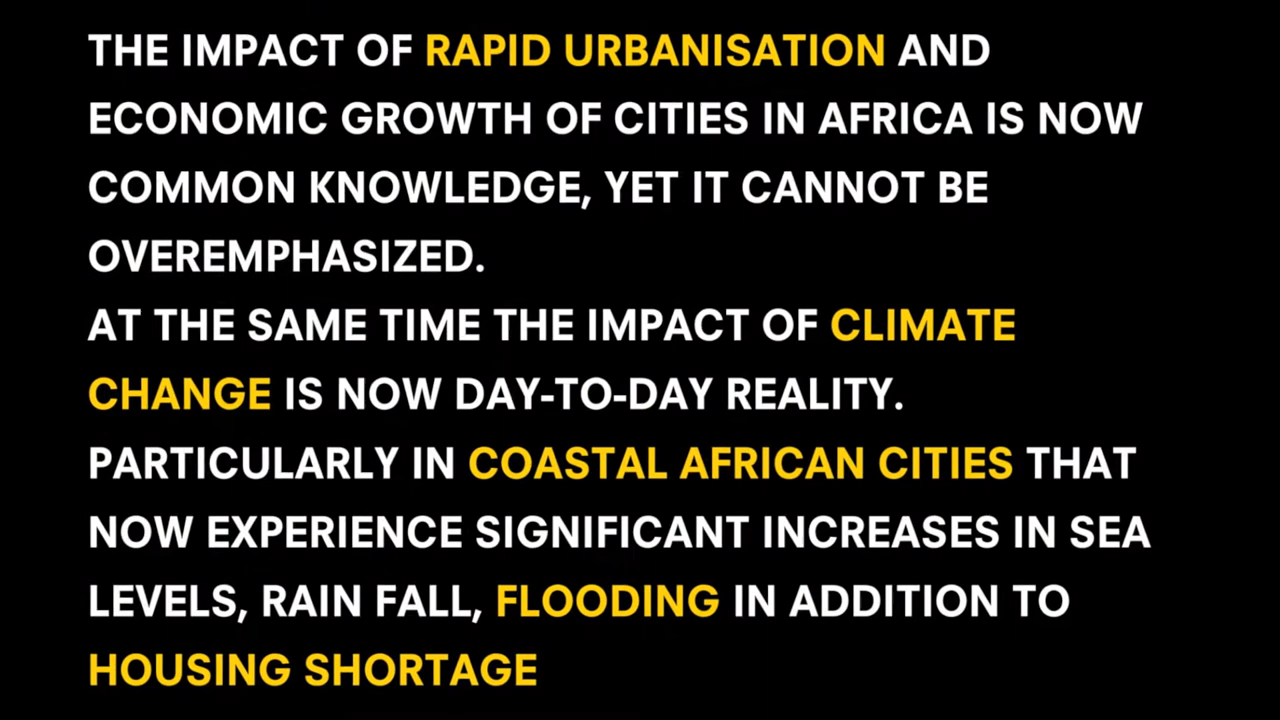 THE IMPACT OF RAPID URBANISATION AND
ECONOMIC GROWTH OF CITIES IN AFRICA IS NOW
COMMON KNOWLEDGE, YET IT CANNOT BE
OVEREMPHASIZED.
AT THE SAME TIME THE IMPACT OF CLIMATE
CHANGE IS NOW DAY-TO-DAY REALITY.
PARTICULARLY IN COASTAL AFRICAN CITIES THAT
NOW EXPERIENCE SIGNIFICANT INCREASES IN SEA
LEVELS, RAIN FALL, FLOODING IN ADDITION TO
HOUSING SHORTAGE